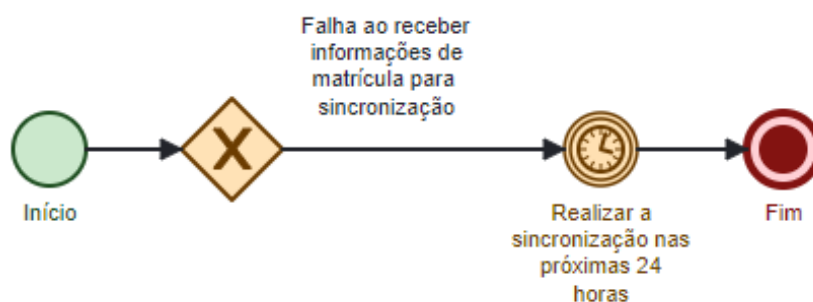 Falha ao receber
informações de
matrícula para
sincronização
X
Início
Realizar a
sincronização nas
próximas 24
horas
Fim